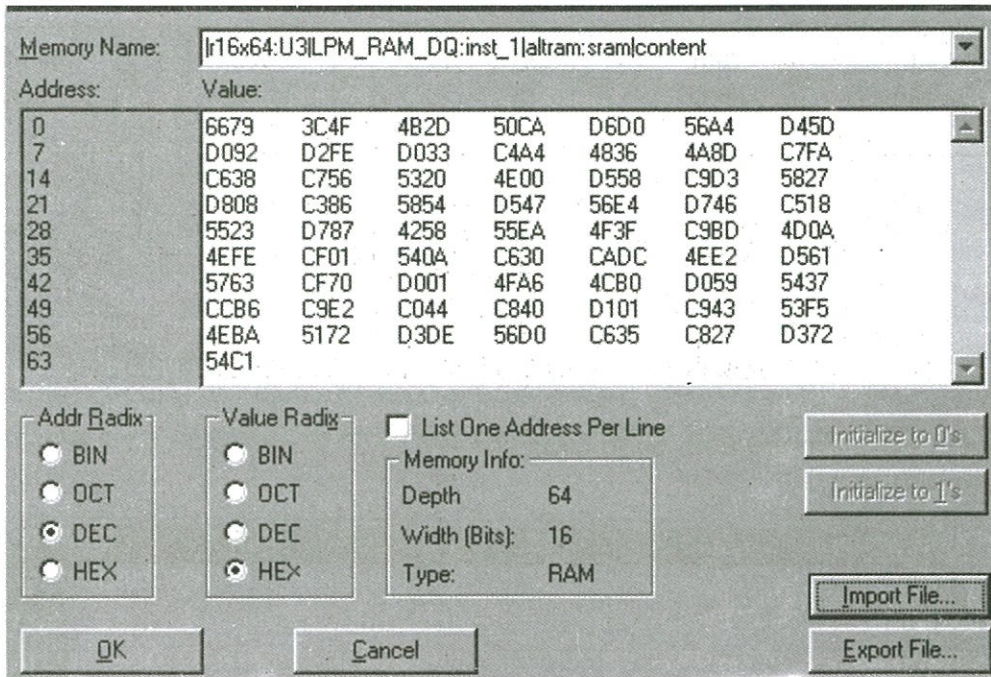 Memory Name: |r16x64:U3|LPM_RAM_DQ:inst_1|altram:sram|content
Address: Value:
0 6679 3C4F 4B2D 50CA D6D0 56A4 D45D
7 D092 D2FE D033 C4A4 4836 4A8D C7FA
14 C638 C756 5320 4E00 D558 C9D3 5827
21 D808 C386 5854 D547 56E4 D746 C518
28 5523 D787 4258 55EA 4F3F C9BD 4D0A
35 4EFE CF01 540A C630 CADC 4EE2 D561
42 5763 CF70 D001 4FA6 4CB0 D059 5437
49 CCB6 C9E2 C044 C840 D101 C943 53F5
56 4EBA 5172 D3DE 56D0 C635 C827 D372
63 54C1
Addr Radix
BIN
OCT
DEC
HEX
Value Radix
BIN
OCT
DEC
HEX
List One Address Per Line
Memory Info:
Depth 64
Width (Bits): 16
Type: RAM
Initialize to 0's
Initialize to 1's
Import File...
OK
Cancel
Export File...